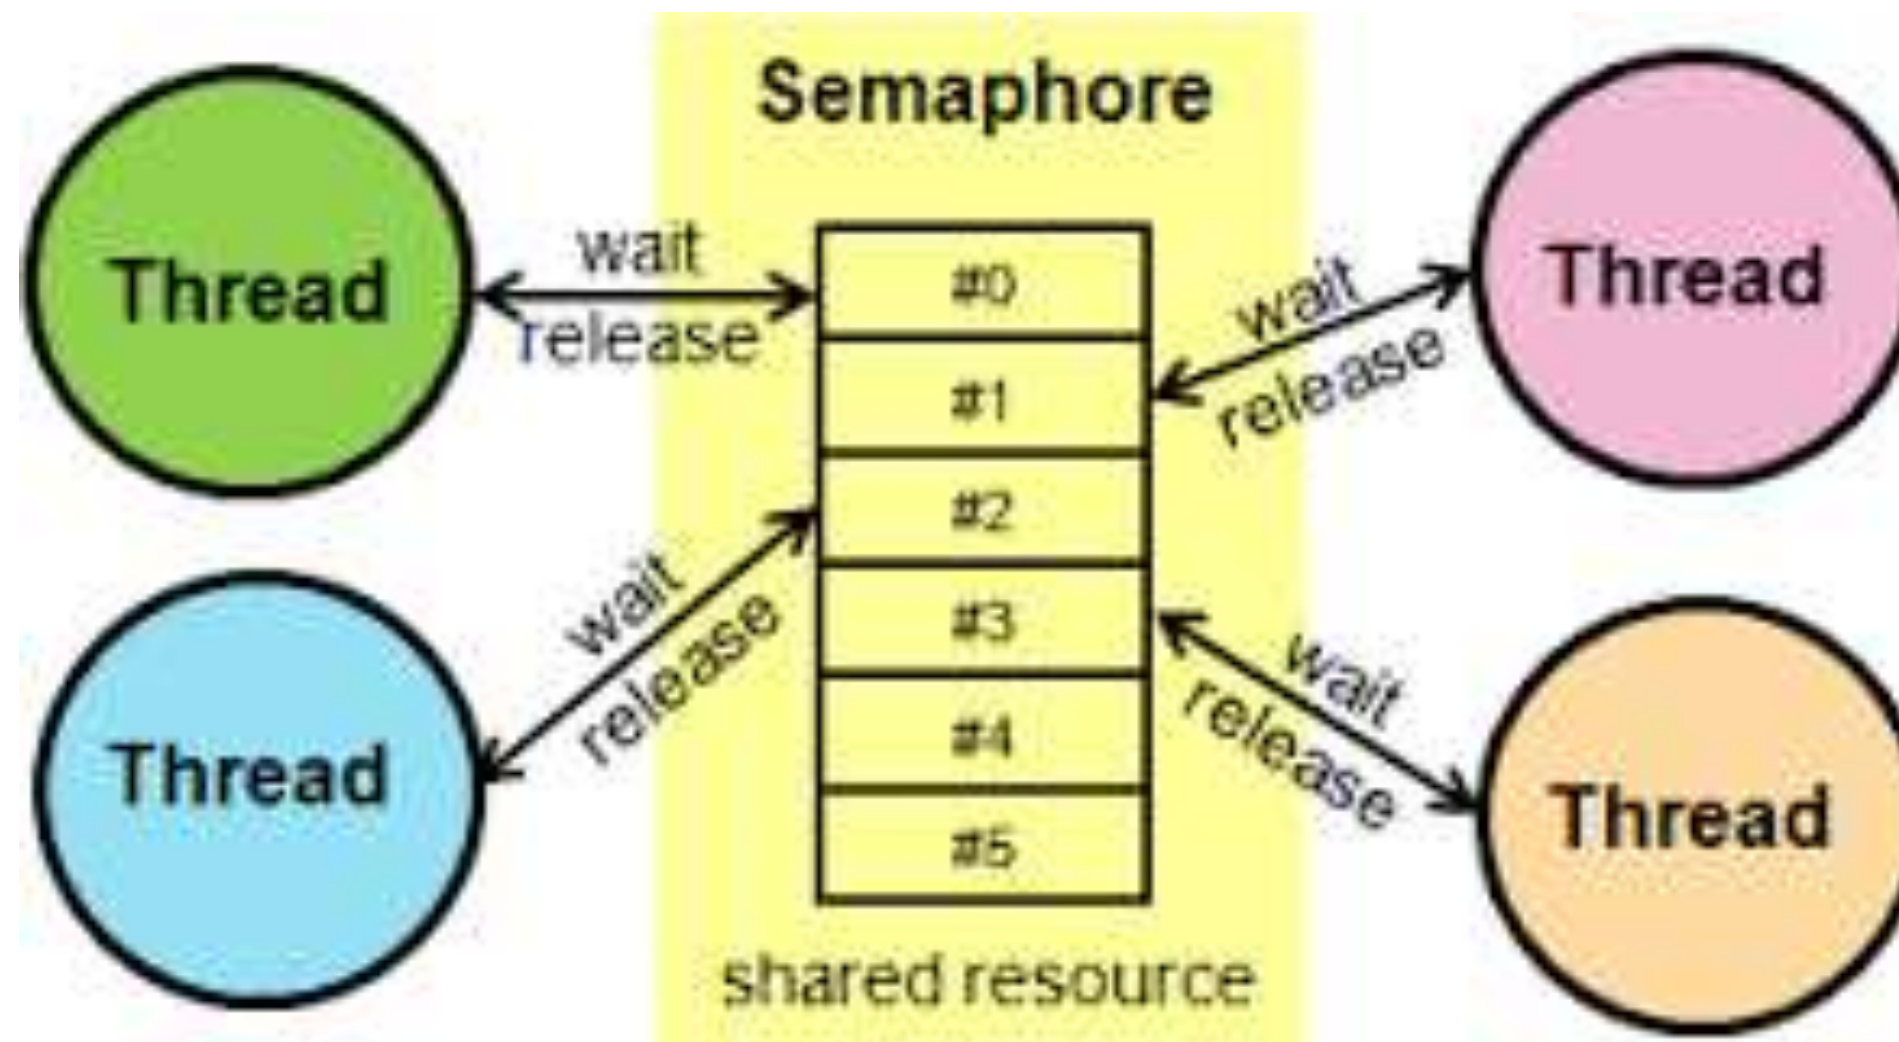 Semaphore
Thread
wait
release
#0
#1
#2
#3
#4
#5
wait
release
Thread
Thread
wait
release
wait
release
Thread
shared resource